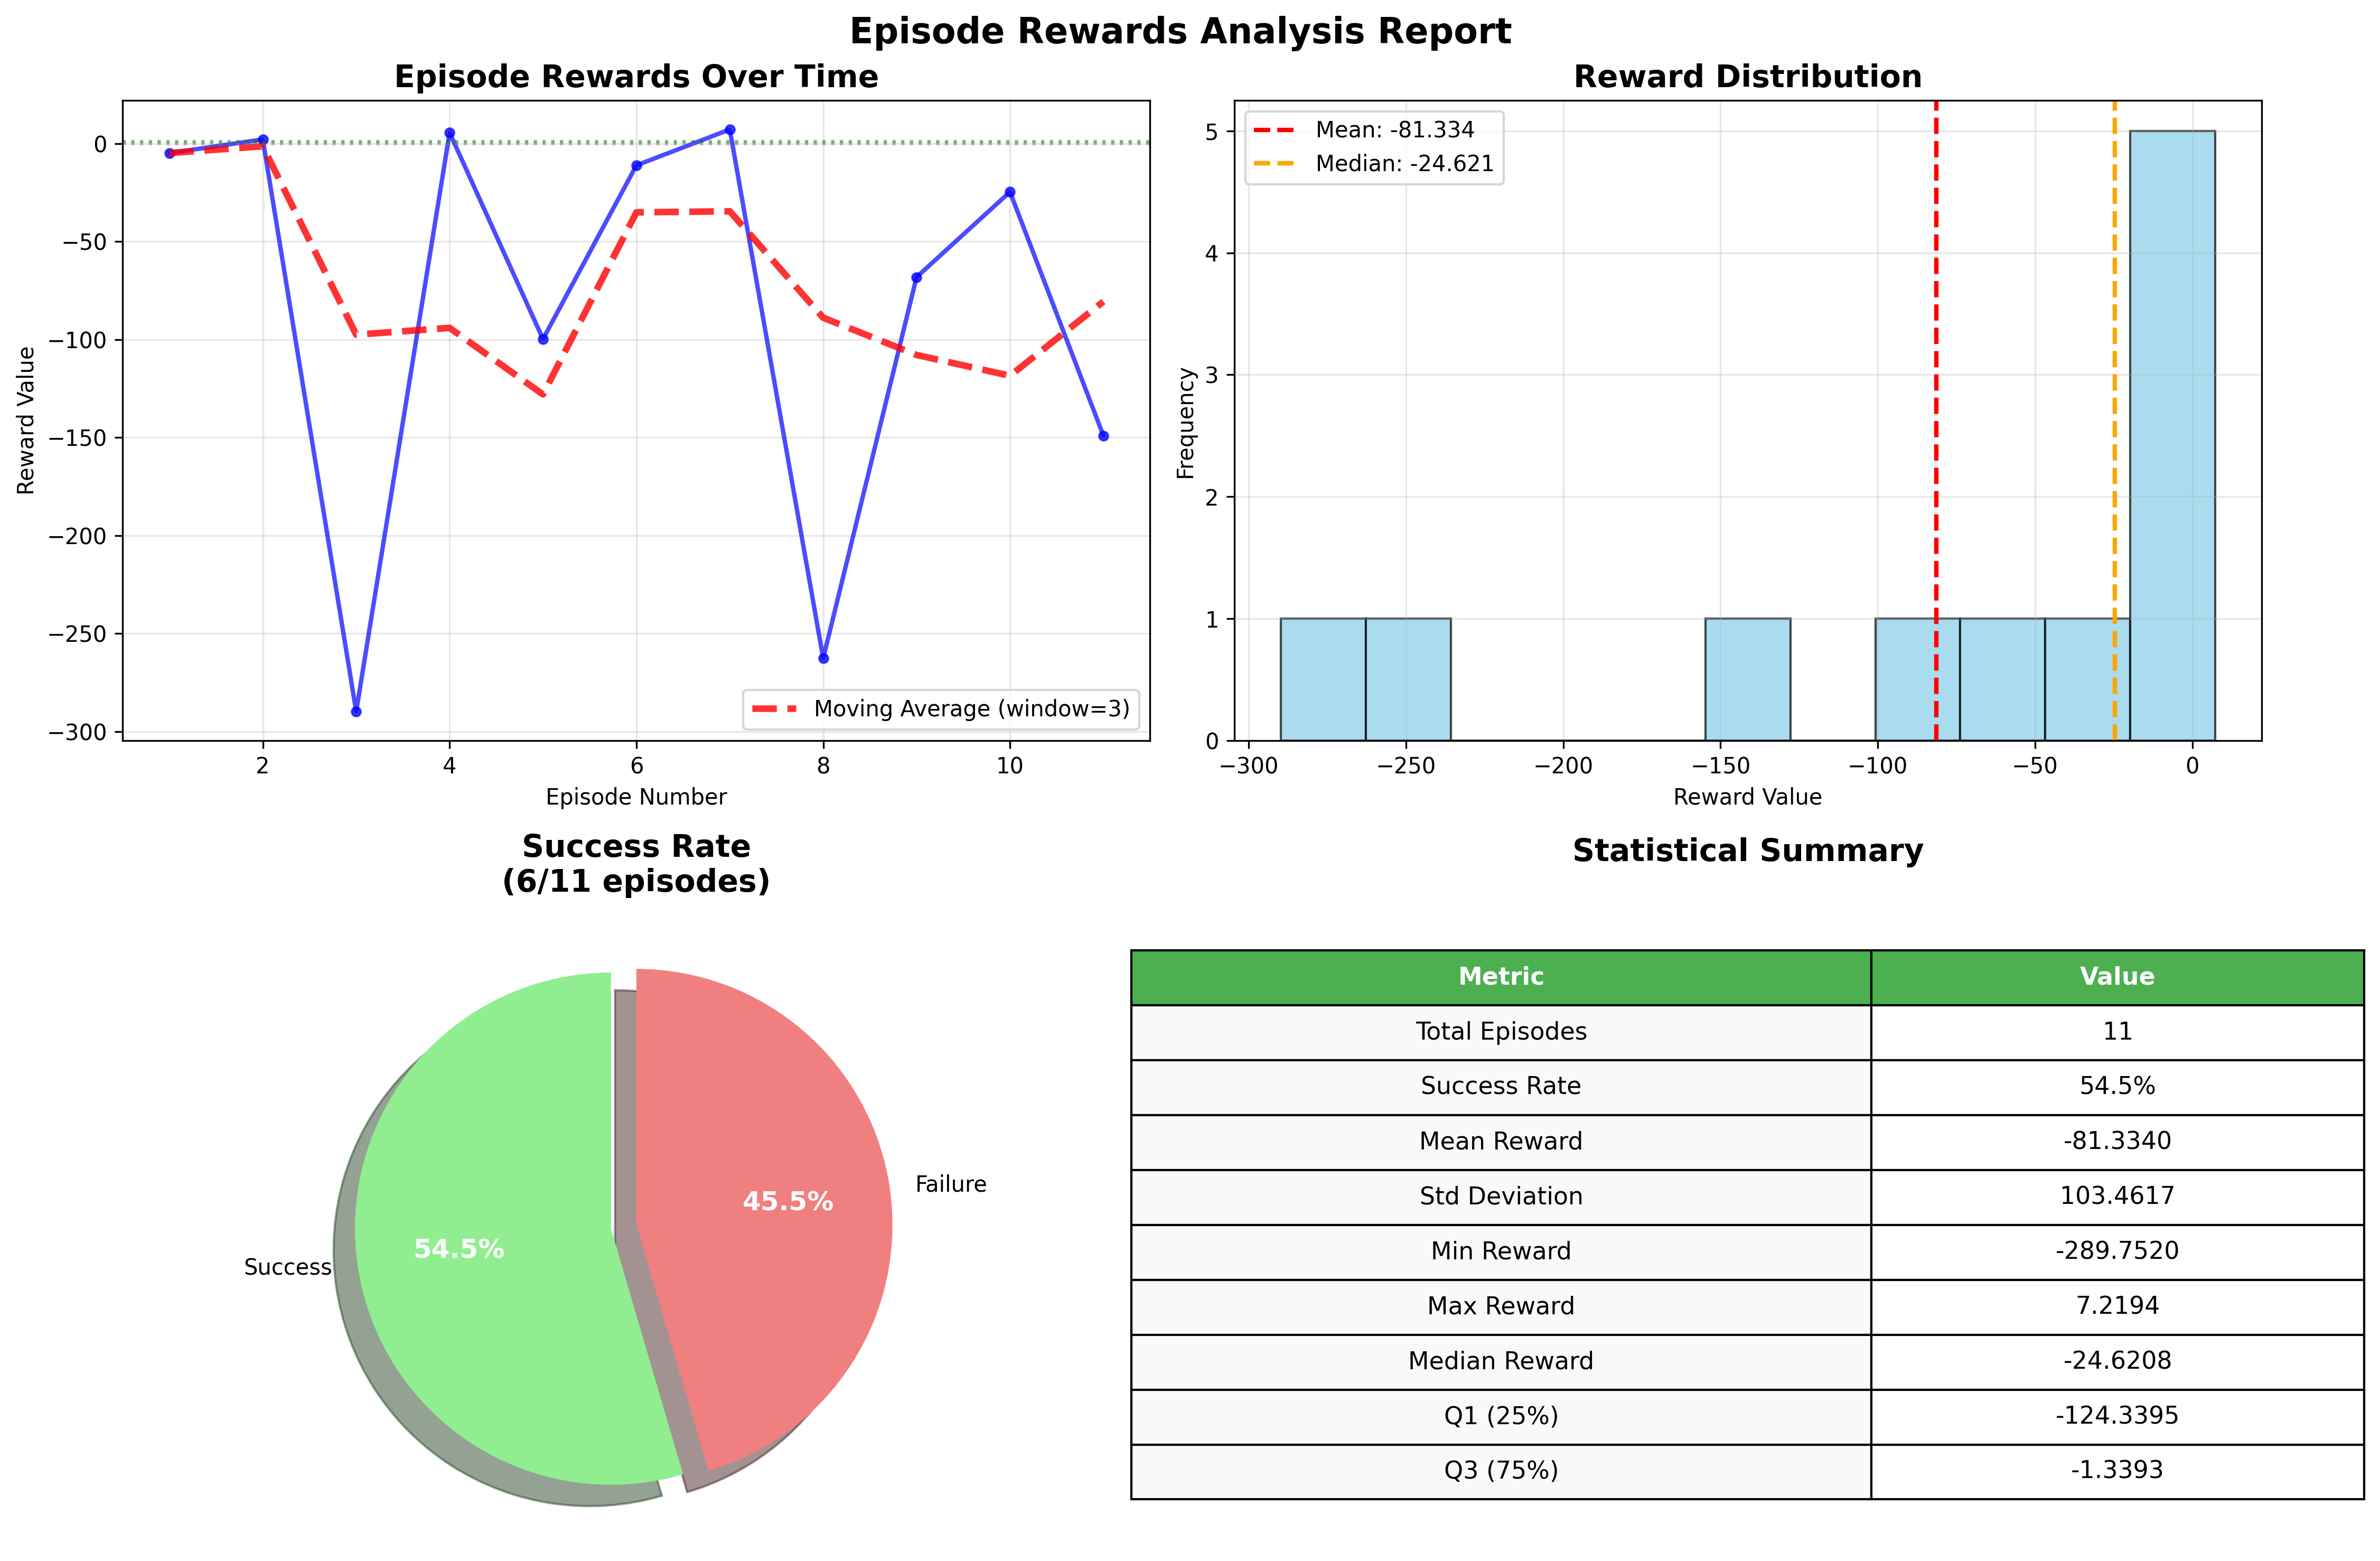 Episode Rewards Analysis Report
Episode Rewards Over Time
0
−50
−100
−150
−200
−250
−300
Reward Value
2
4
6
8
10
Episode Number
Moving Average (window=3)
Reward Distribution
Mean: -81.334
Median: -24.621
5
4
3
2
1
0
Frequency
−300
−250
−200
−150
−100
−50
0
Reward Value
Success Rate
(6/11 episodes)
Success
54.5%
45.5%
Failure
Statistical Summary
Metric Value
Total Episodes 11
Success Rate 54.5%
Mean Reward -81.3340
Std Deviation 103.4617
Min Reward -289.7520
Max Reward 7.2194
Median Reward -24.6208
Q1 (25%) -124.3395
Q3 (75%) -1.3393